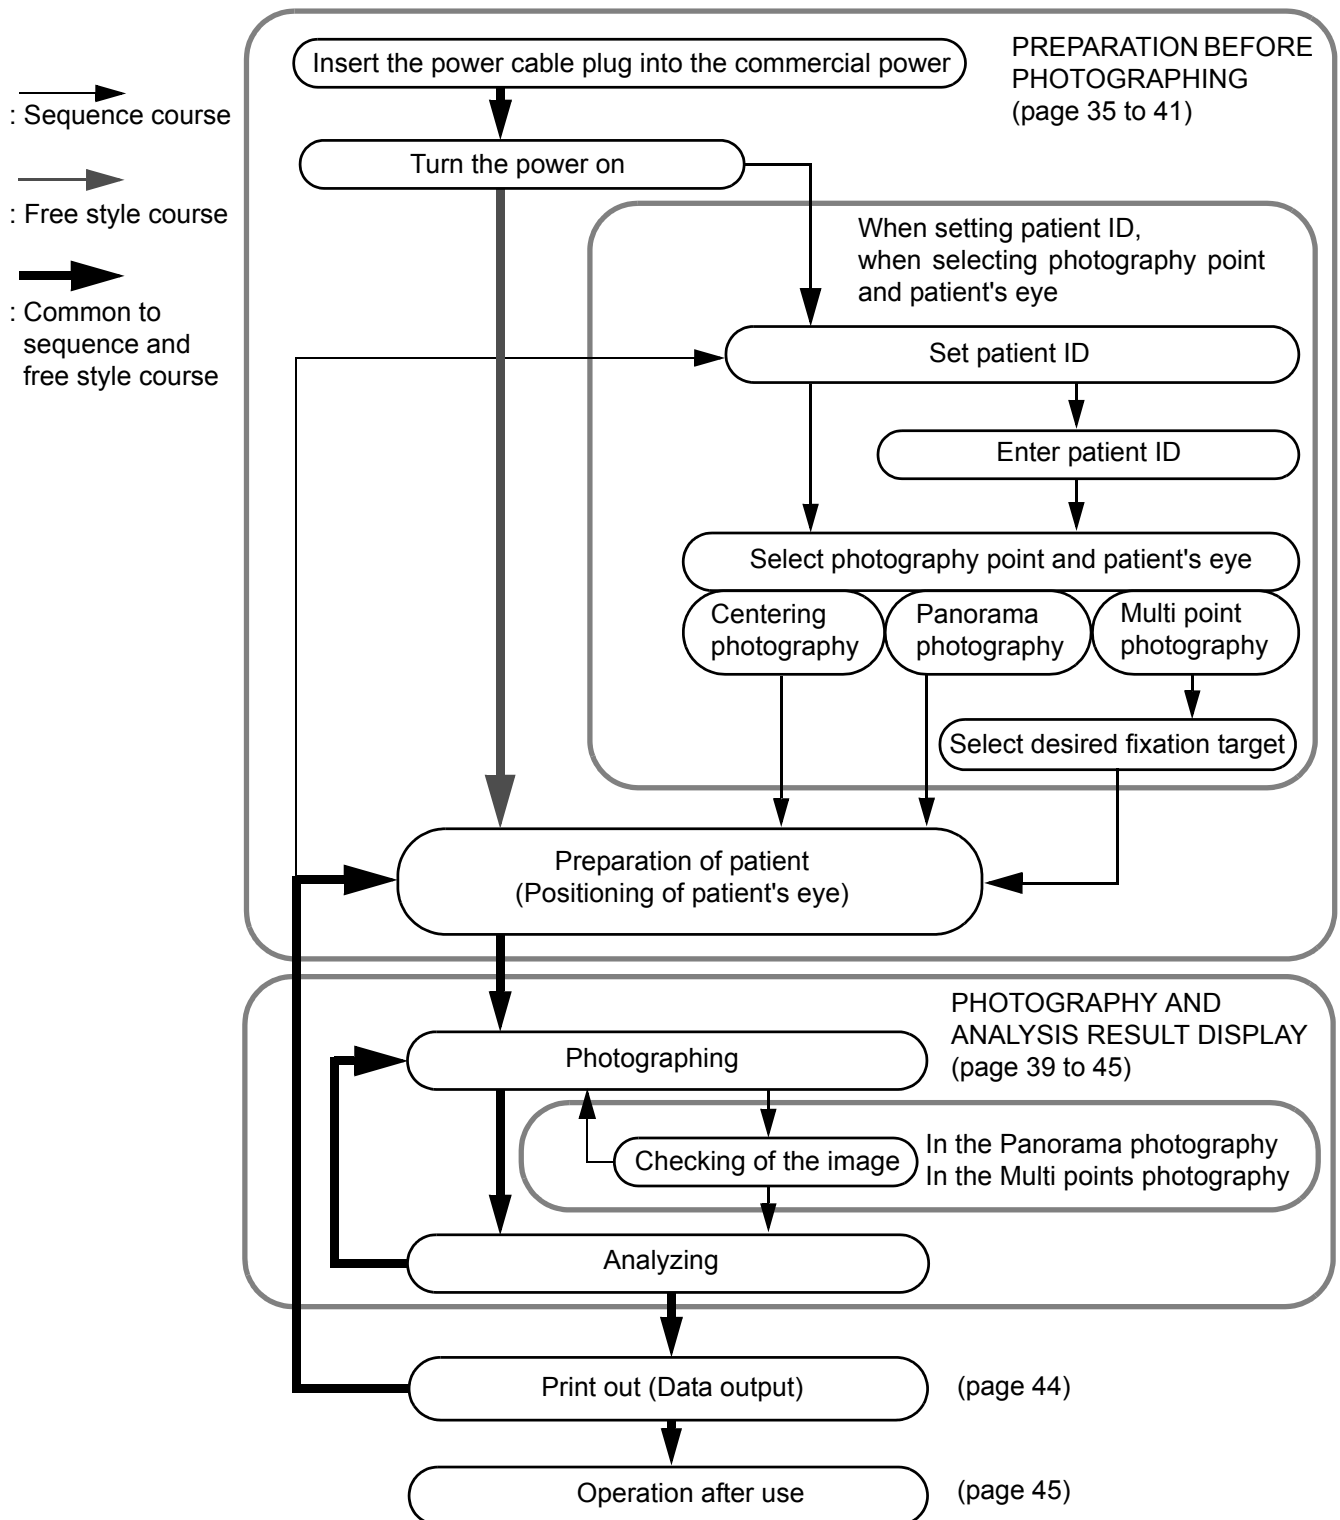 Insert the power cable plug into the commercial power
PREPARATION BEFORE
PHOTOGRAPHING
(page 35 to 41)
: Sequence course
Turn the power on
: Free style course
When setting patient ID,
when selecting photography point
and patient's eye
: Common to
sequence and
free style course
Set patient ID
Enter patient ID
Select photography point and patient's eye
Centering
photography
Panorama
photography
Multi point
photography
Select desired fixation target
Preparation of patient
(Positioning of patient's eye)
PHOTOGRAPHY AND
ANALYSIS RESULT DISPLAY
(page 39 to 45)
Photographing
Checking of the image
In the Panorama photography
In the Multi points photography
Analyzing
Print out (Data output)
(page 44)
Operation after use
(page 45)